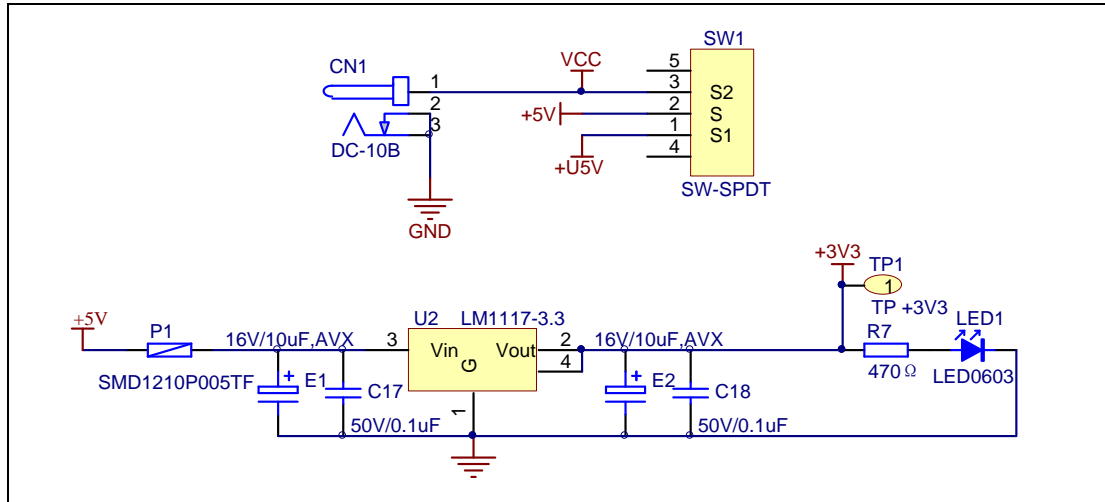 SW1
CN1
VCC
5
1
3
S2
2
+5V
2
S
3
1
S1
DC-10B
+U5V
4
SW-SPDT
GND
+3V3
TP1
1
TP +3V3
+5V
P1
U2
LM1117-3.3
R7
LED1
16V/10uF,AVX
3
Vin
Vout
2
16V/10uF,AVX
4
G
470Ω
LED0603
SMD1210P005TF
+
E1
C17
+
E2
C18
1
50V/0.1uF
50V/0.1uF